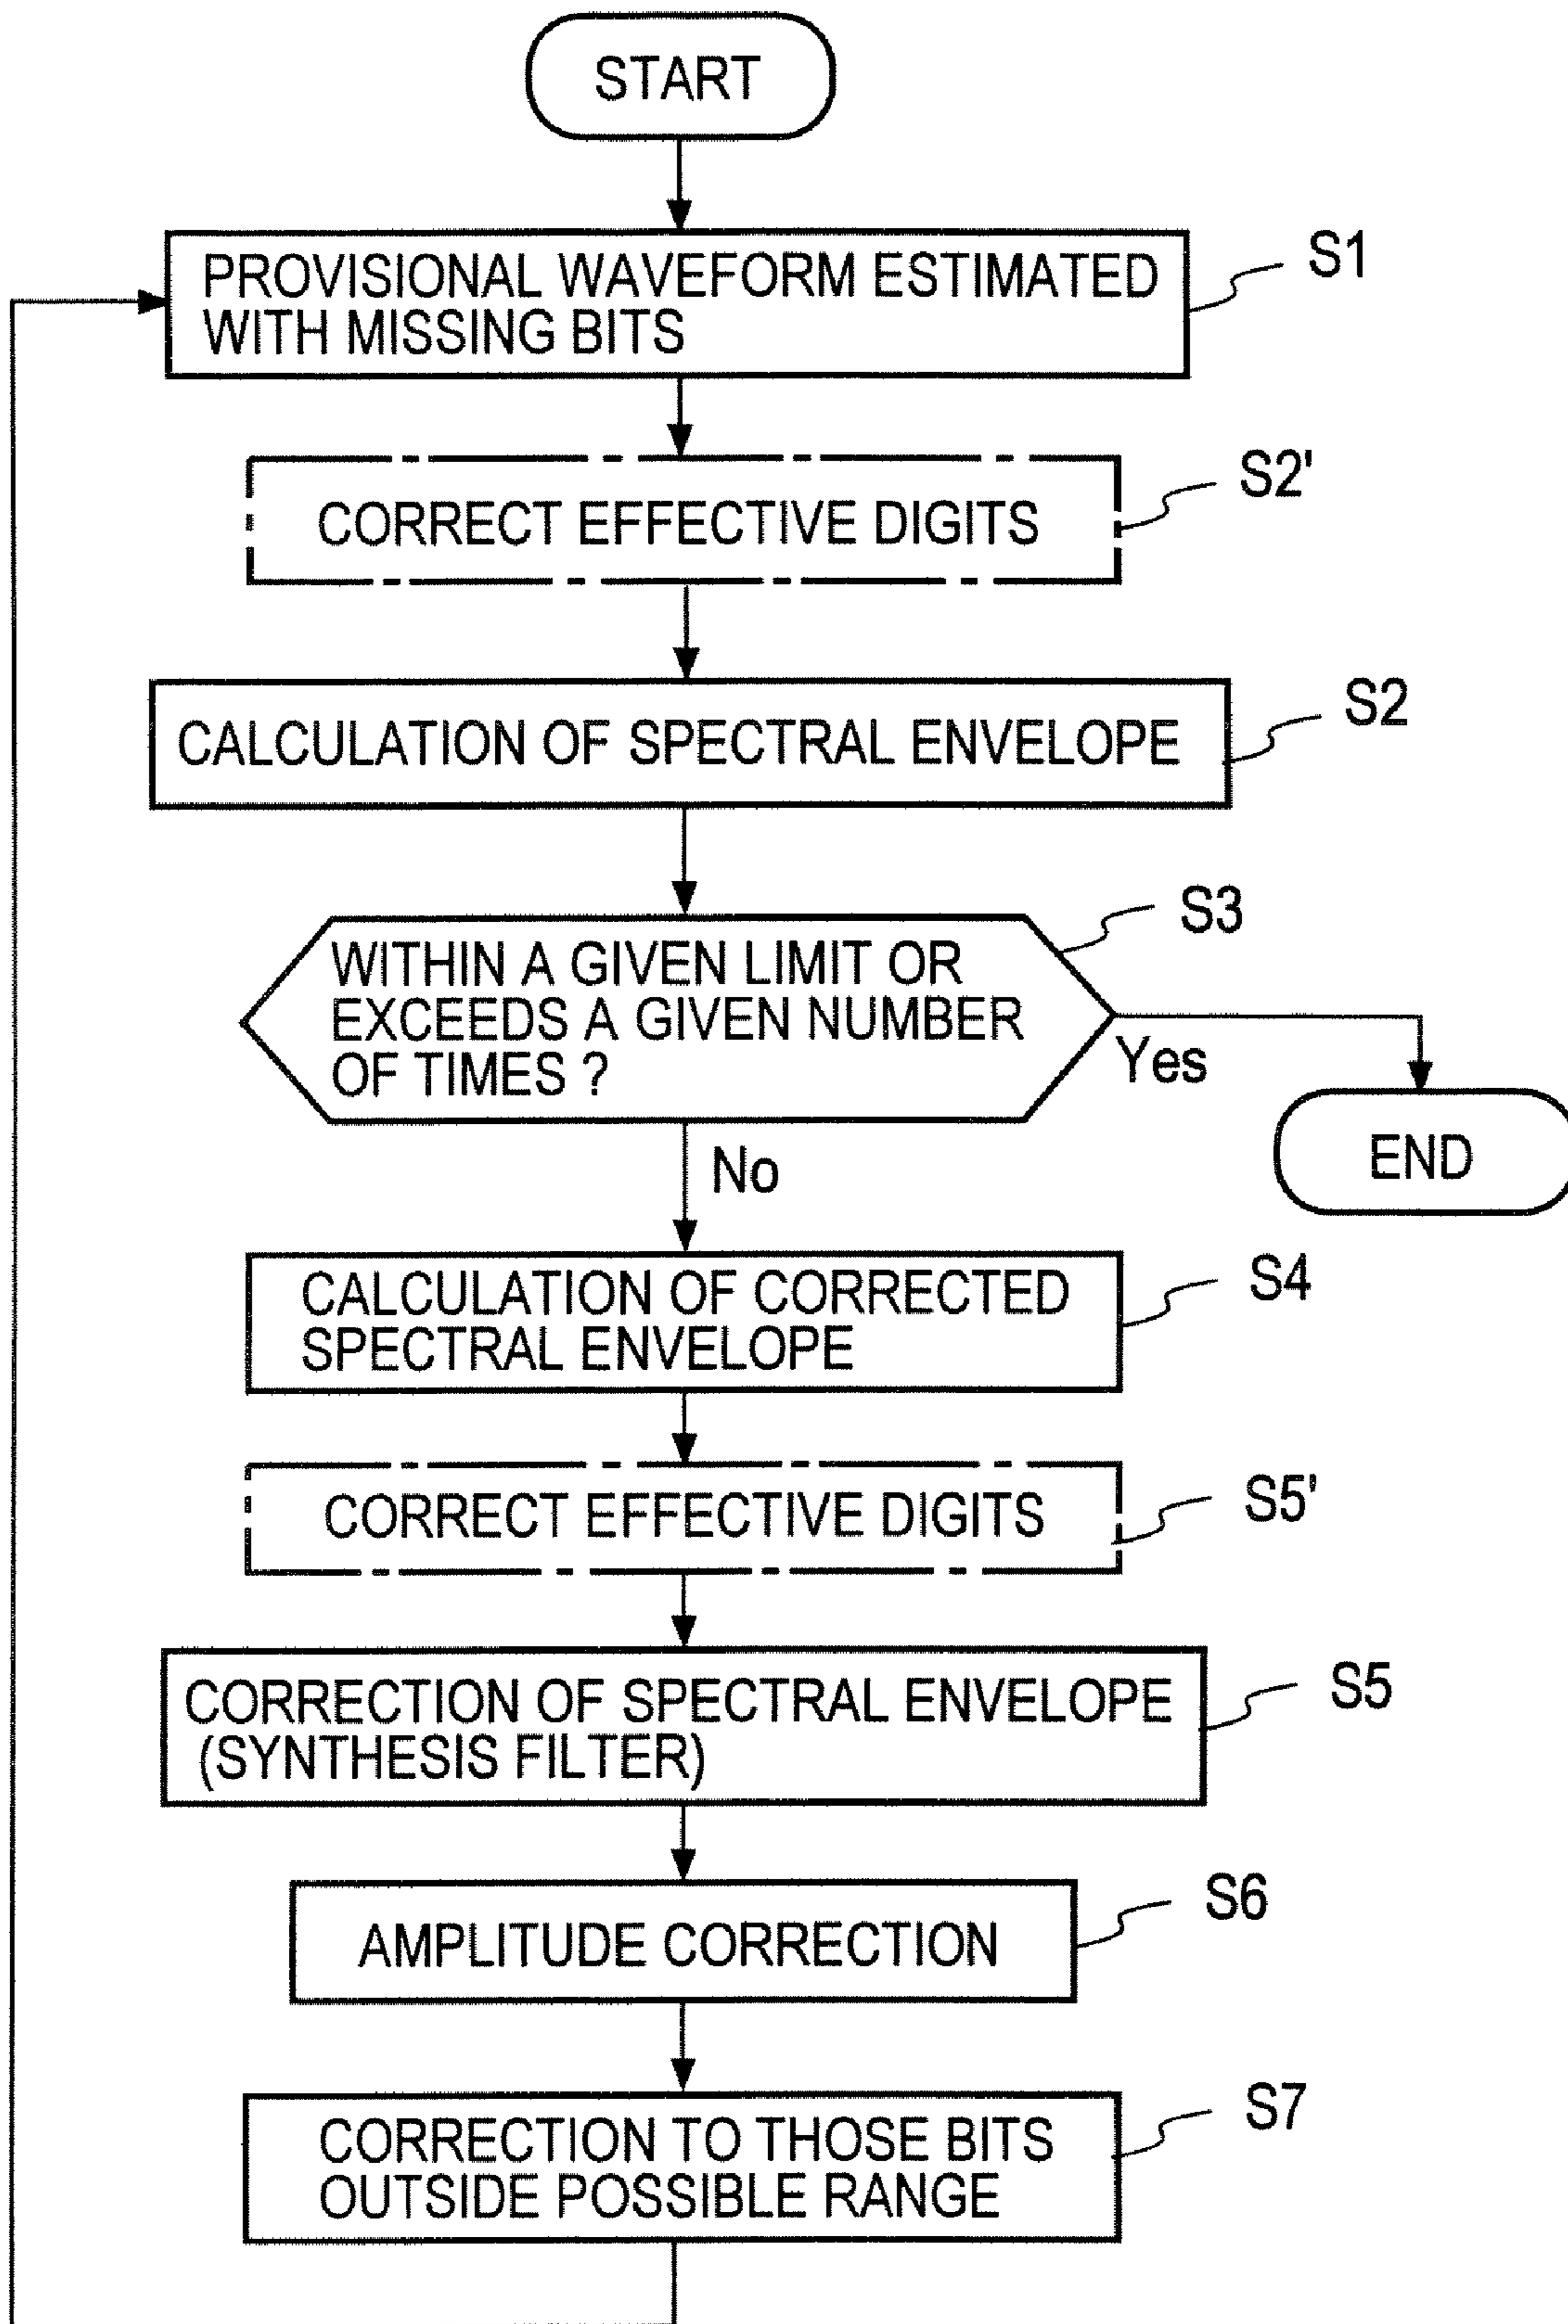 START
PROVISIONAL WAVEFORM ESTIMATED
WITH MISSING BITS
S1
CORRECT EFFECTIVE DIGITS
S2'
CALCULATION OF SPECTRAL ENVELOPE
S2
WITHIN A GIVEN LIMIT OR
EXCEEDS A GIVEN NUMBER
OF TIMES ?
S3
Yes
END
No
CALCULATION OF CORRECTED
SPECTRAL ENVELOPE
S4
CORRECT EFFECTIVE DIGITS
S5'
CORRECTION OF SPECTRAL ENVELOPE
(SYNTHESIS FILTER)
S5
AMPLITUDE CORRECTION
S6
CORRECTION TO THOSE BITS
OUTSIDE POSSIBLE RANGE
S7